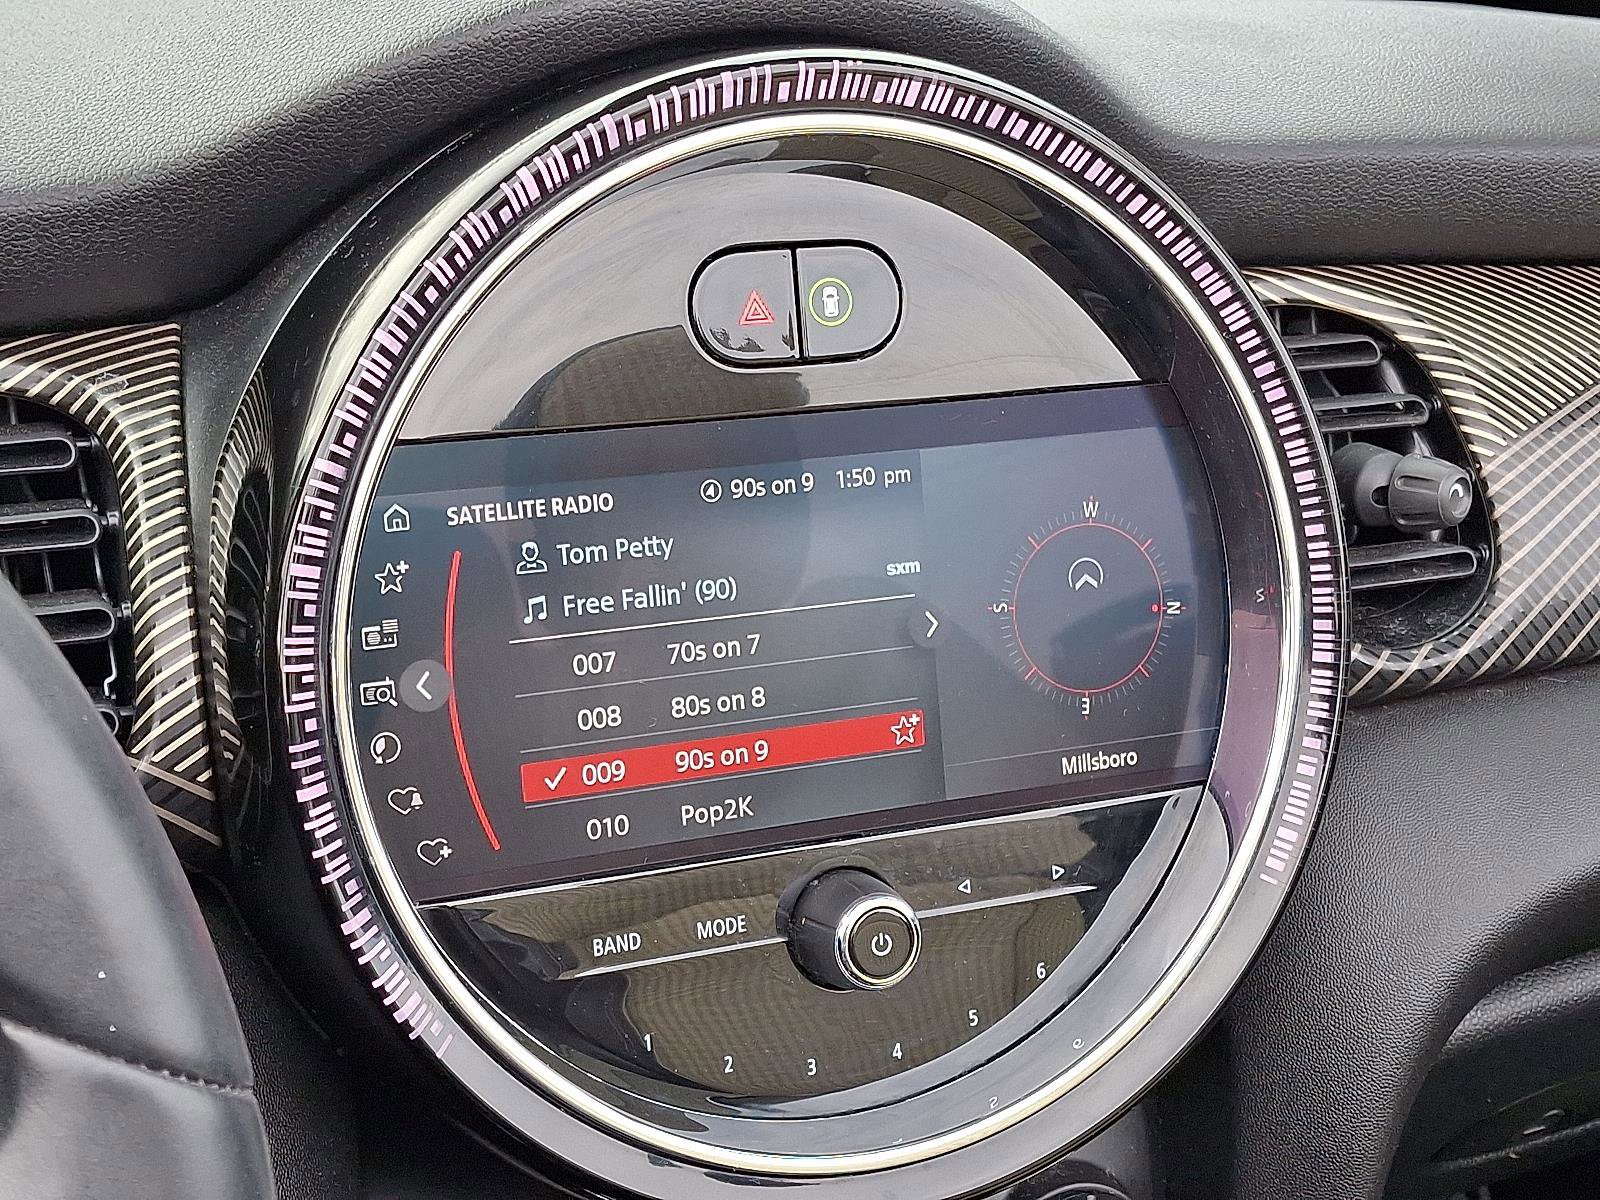 SATELLITE RADIO
90s on 9 1:50 pm
Tom Petty
sxm
Free Fallin' (90)
007 70s on 7
008 80s on 8
009 90s on 9
010 Pop2K
W
S
N
E
Millsboro
BAND MODE
1 2 3 4 5 6